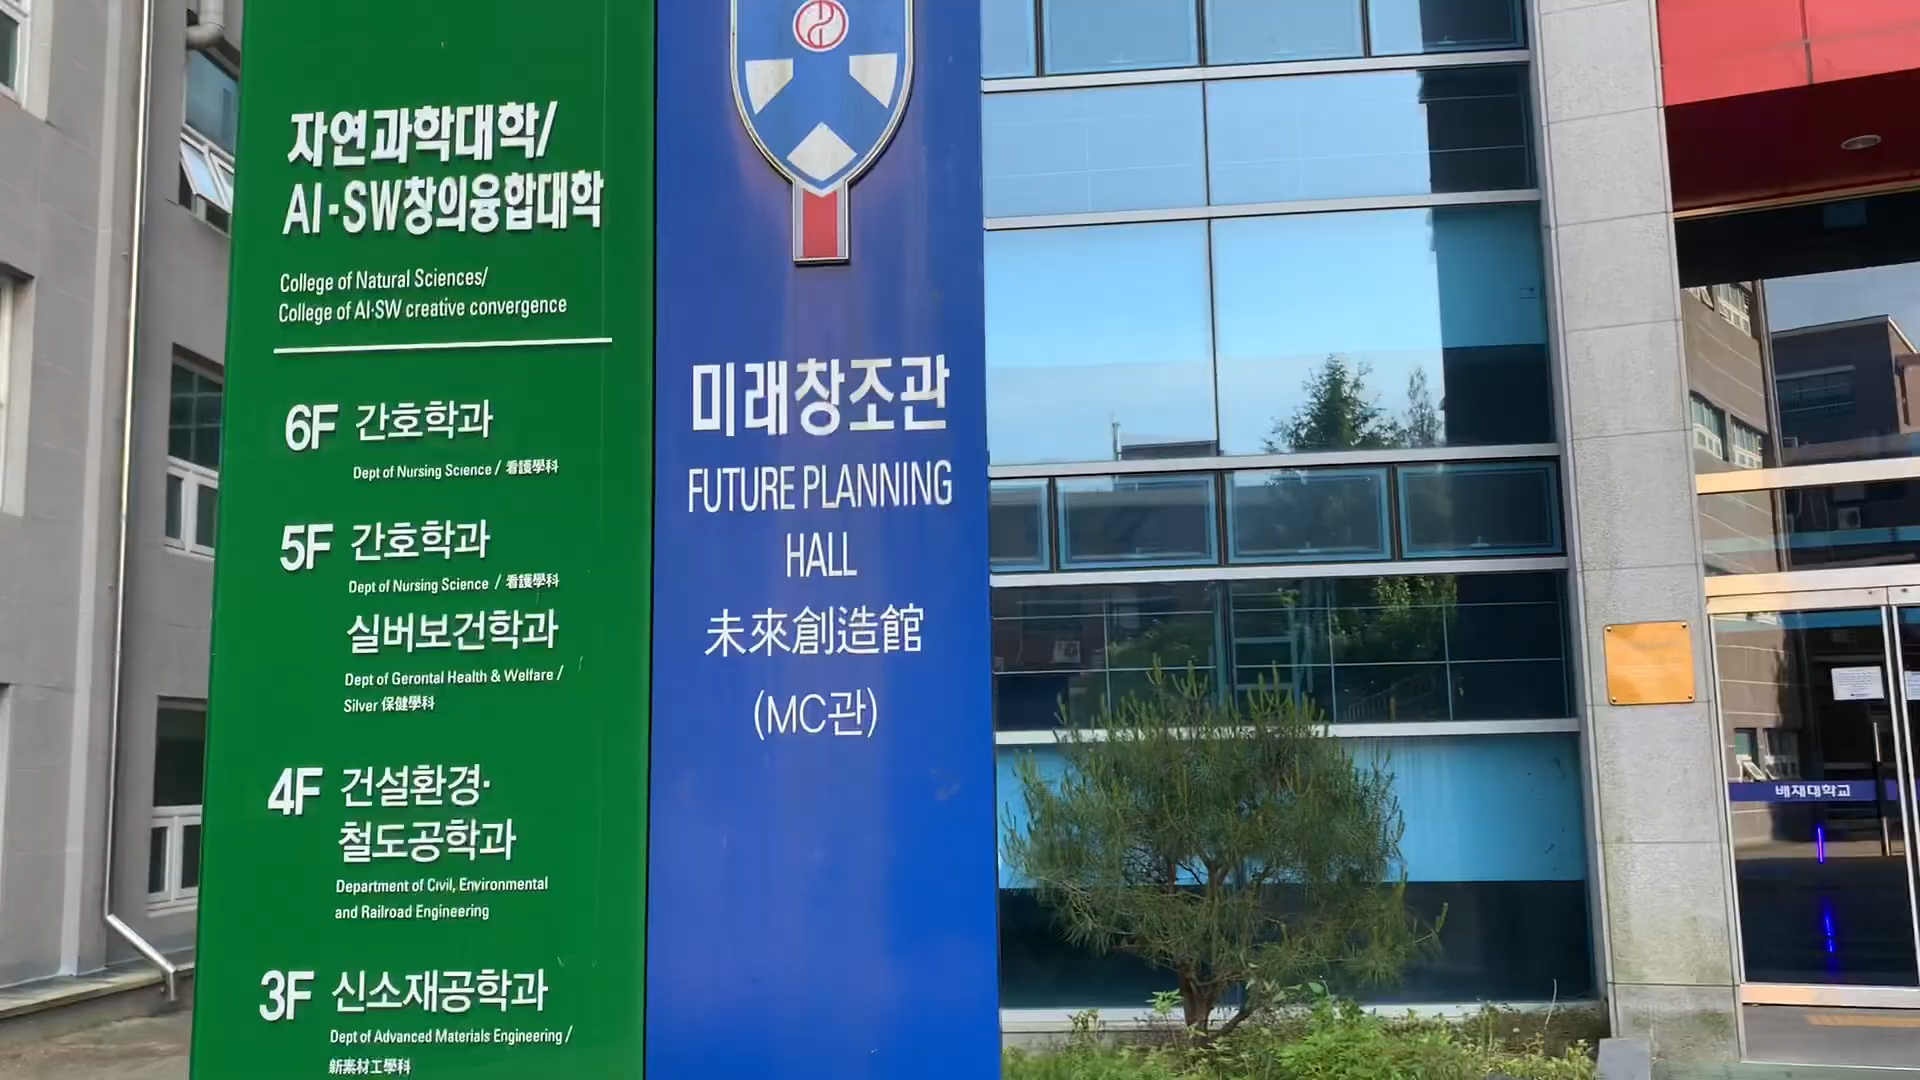 자연과학대학/
AI·SW창의융합대학
College of Natural Sciences/
College of AI·SW creative convergence
6F 간호학과
Dept of Nursing Science / 看護學科
5F 간호학과
Dept of Nursing Science / 看護學科
실버보건학과
Dept of Gerontal Health & Welfare /
Silver 保健學科
4F 건설환경·
철도공학과
Department of Civil, Environmental
and Railroad Engineering
3F 신소재공학과
Dept of Advanced Materials Engineering /
新素材工學科
미래창조관
FUTURE PLANNING
HALL
未來創造館
(MC관)
배재대학교